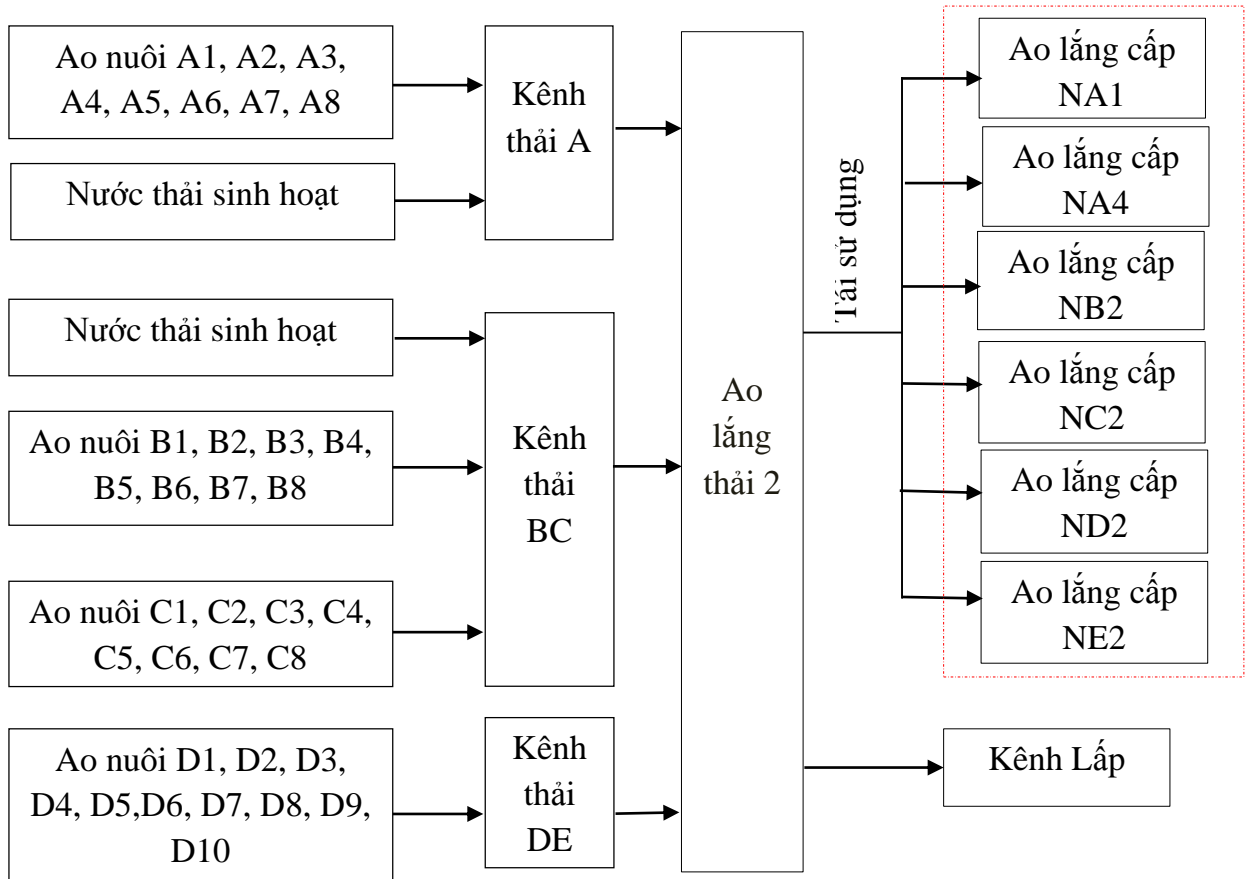 Ao nuôi A1, A2, A3,
A4, A5, A6, A7, A8
Nước thải sinh hoạt
Kênh
thải A
Nước thải sinh hoạt
Ao nuôi B1, B2, B3, B4,
B5, B6, B7, B8
Ao nuôi C1, C2, C3, C4,
C5, C6, C7, C8
Kênh
thải
BC
Ao nuôi D1, D2, D3,
D4, D5,D6, D7, D8, D9,
D10
Kênh
thải
DE
Ao
lắng
thải 2
Tái sử dụng
Ao lắng cấp
NA1
Ao lắng cấp
NA4
Ao lắng cấp
NB2
Ao lắng cấp
NC2
Ao lắng cấp
ND2
Ao lắng cấp
NE2
Kênh Lấp